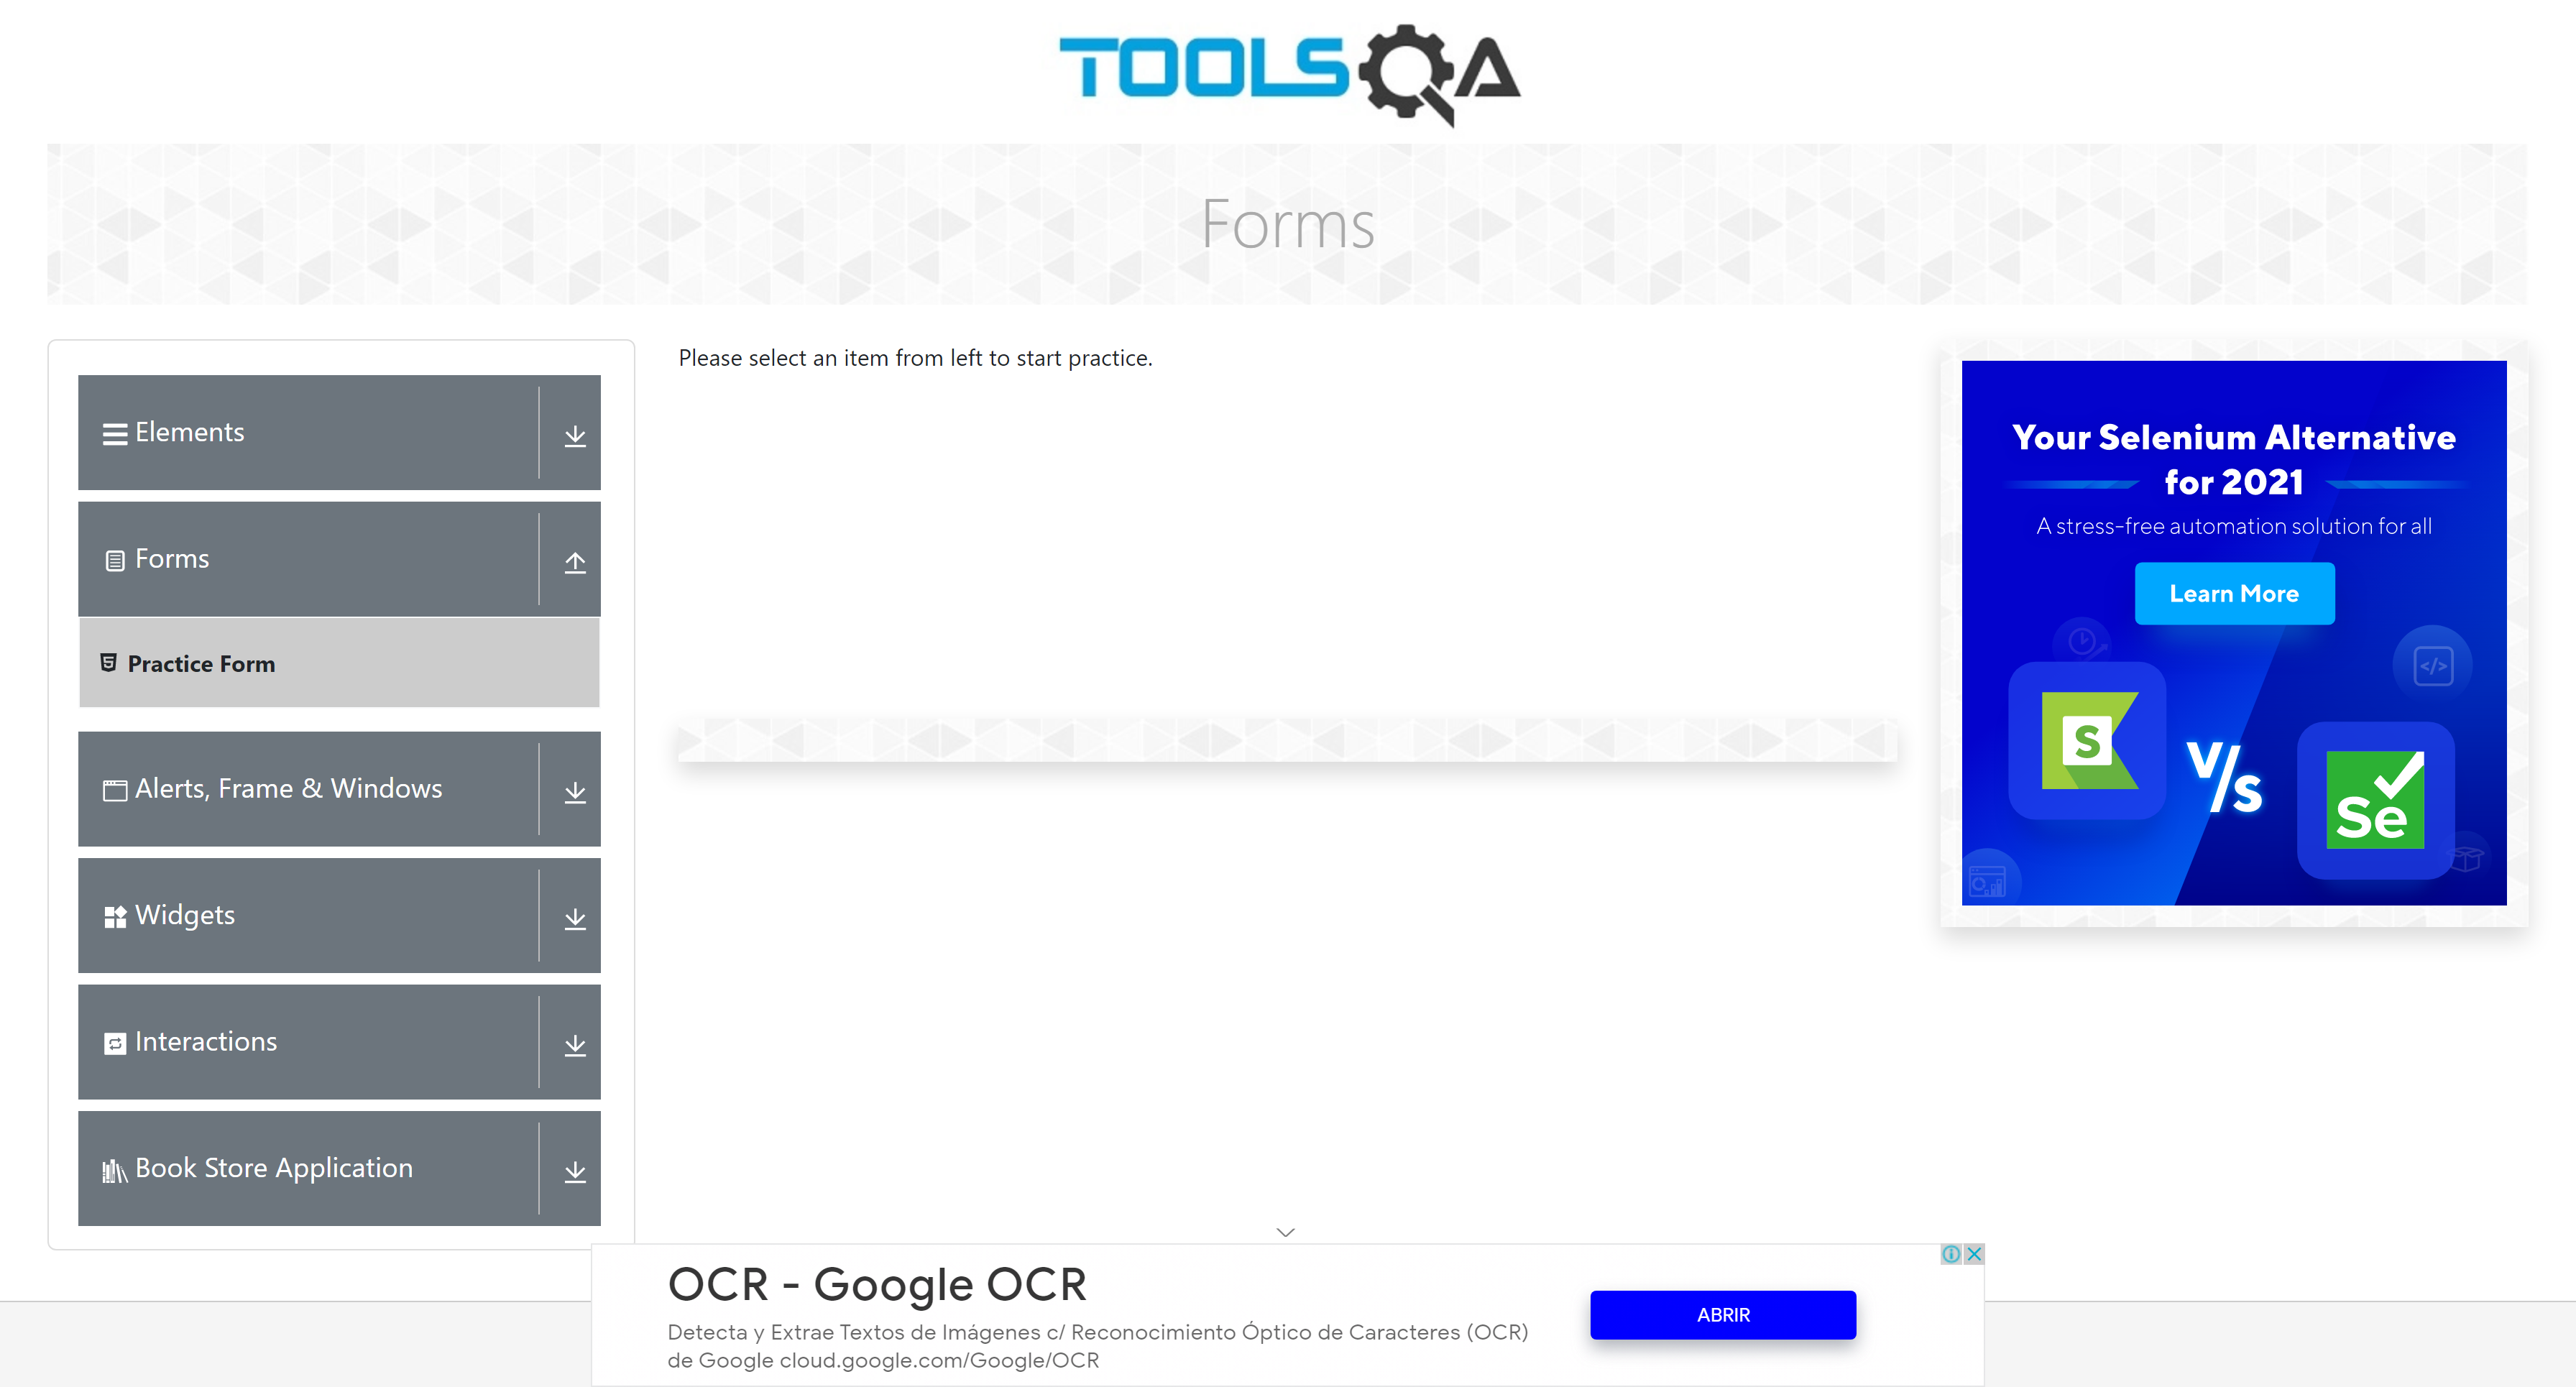 TOOLSQA
Forms
Elements
Forms
Practice Form
Alerts, Frame & Windows
Widgets
Interactions
Book Store Application
Please select an item from left to start practice.
Your Selenium Alternative
for 2021
A stress-free automation solution for all
Learn More
S
V/s
Se
</>
OCR - Google OCR
Detecta y Extrae Textos de Imágenes c/ Reconocimiento Óptico de Caracteres (OCR)
de Google cloud.google.com/Google/OCR
ABRIR